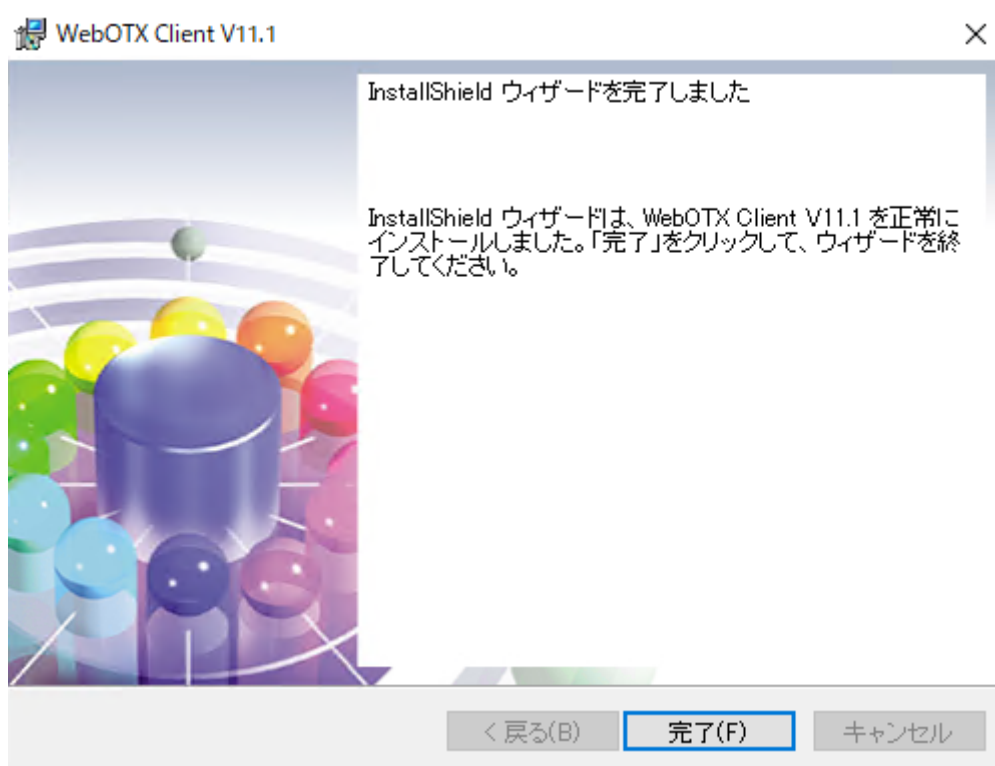 WebOTX Client V11.1
InstallShield ウィザードを完了しました
InstallShield ウィザードは、WebOTX Client V11.1 を正常に
インストールしました。「完了」をクリックして、ウィザードを終
了してください。
< 戻る(B)
完了(F)
キャンセル